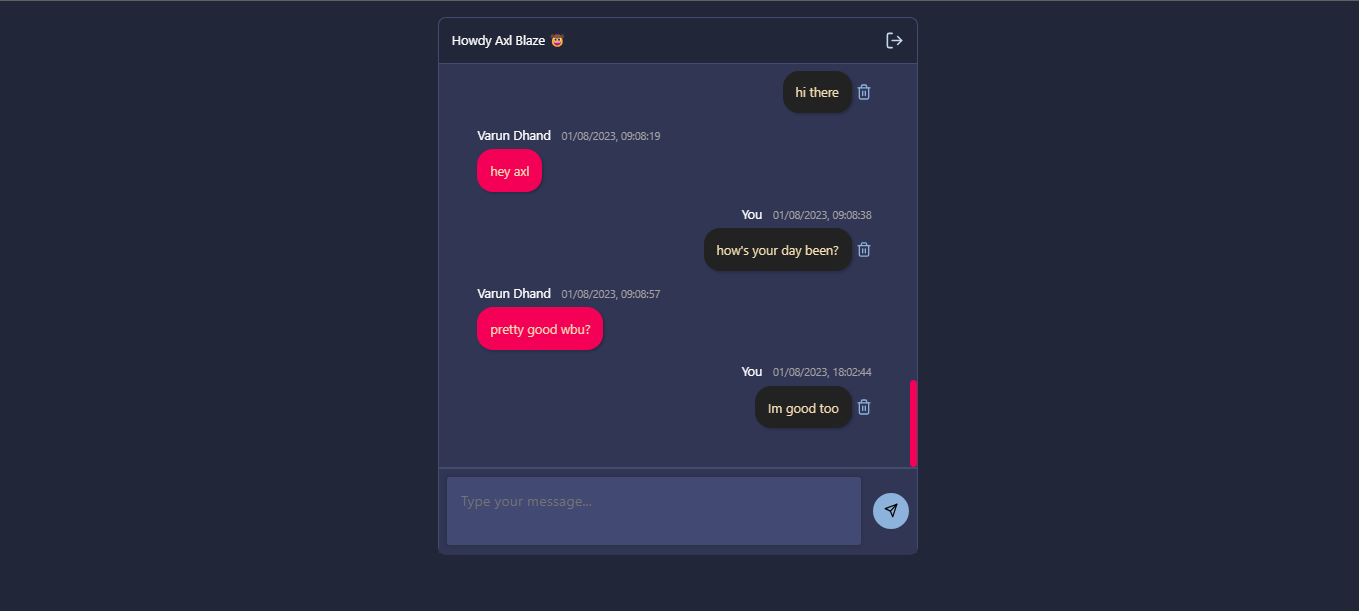 Howdy Axl Blaze 🤠
hi there
Varun Dhand 01/08/2023, 09:08:19
hey axl
You 01/08/2023, 09:08:38
how's your day been?
Varun Dhand 01/08/2023, 09:08:57
pretty good wbu?
You 01/08/2023, 18:02:44
Im good too
Type your message...